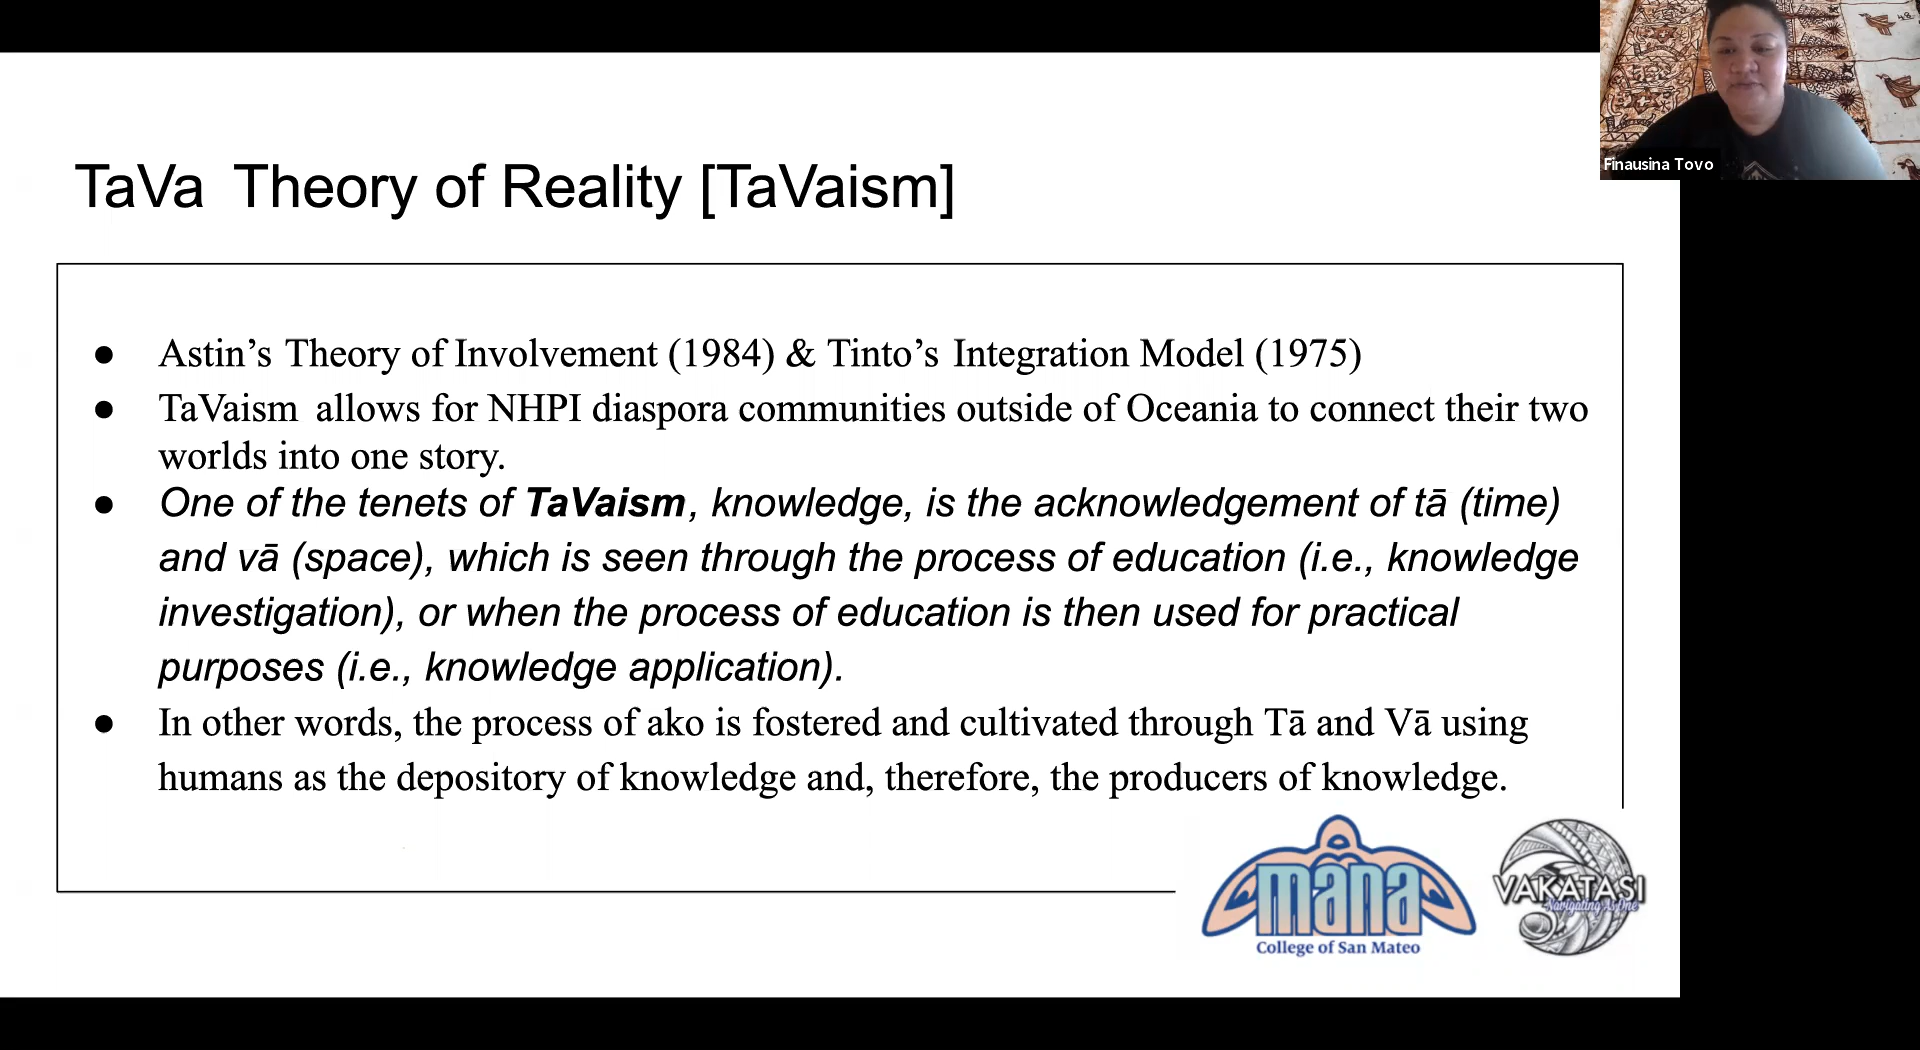 Finausina Tovo
TaVa Theory of Reality [TaVaism]
● Astin’s Theory of Involvement (1984) & Tinto’s Integration Model (1975)
● TaVaism allows for NHPI diaspora communities outside of Oceania to connect their two
worlds into one story.
● One of the tenets of TaVaism, knowledge, is the acknowledgement of tā (time)
and vā (space), which is seen through the process of education (i.e., knowledge
investigation), or when the process of education is then used for practical
purposes (i.e., knowledge application).
● In other words, the process of ako is fostered and cultivated through Tā and Vā using
humans as the depository of knowledge and, therefore, the producers of knowledge.
mana
College of San Mateo
VAKATASI
Navigating As One